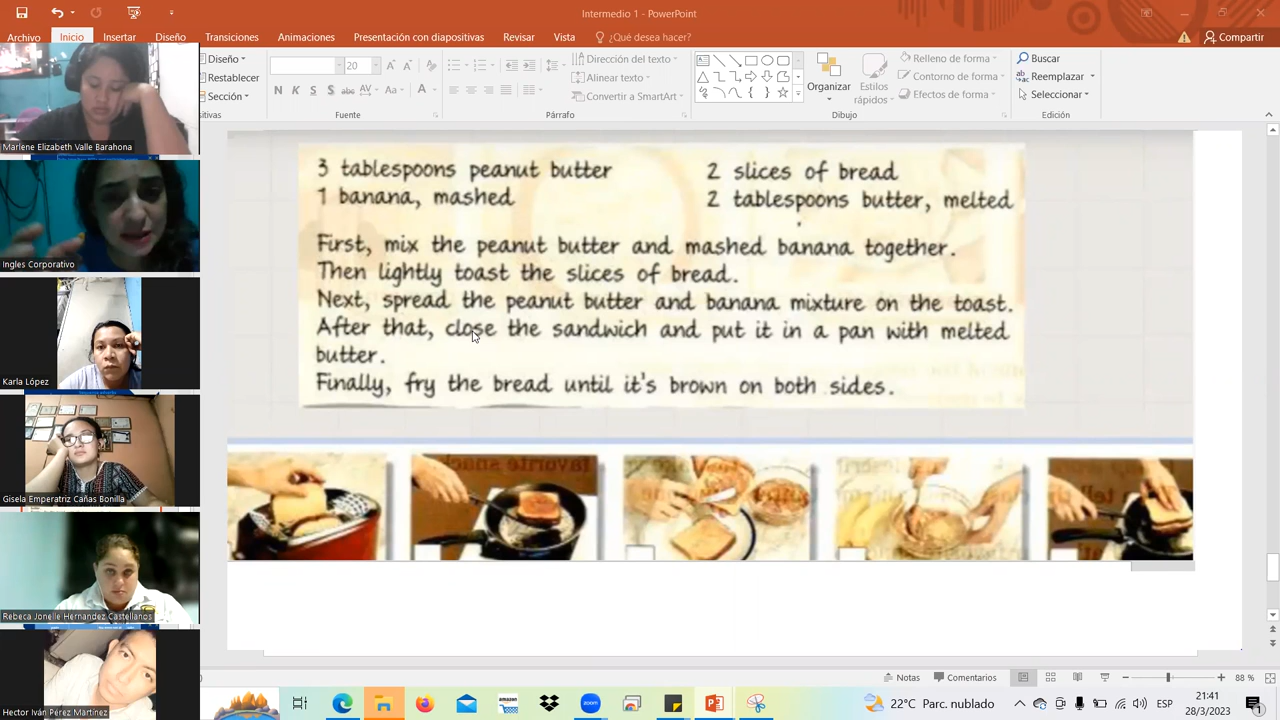 Intermedio 1 - PowerPoint
Archivo Inicio Insertar Diseño Transiciones Animaciones Presentación con diapositivas Revisar Vista ¿Qué desea hacer? Compartir
Diseño
Restablecer
Sección
20
N K S S abc AV Aa A
Fuente
Dirección del texto
Alinear texto
Convertir a SmartArt
Párrafo
Organizar
Estilos
rápidos
Relleno de forma
Contorno de forma
Efectos de forma
Dibujo
Buscar
Reemplazar
Seleccionar
Edición
Marlene Elizabeth Valle Barahona
Ingles Corporativo
Karla López
Gisela Emperatriz Cañas Bonilla
Rebeca Jonelle Hernández Castellanos
Hector Iván Pérez Martínez
3 tablespoons peanut butter 2 slices of bread
1 banana, mashed 2 tablespoons butter, melted
First, mix the peanut butter and mashed banana together.
Then lightly toast the slices of bread.
Next, spread the peanut butter and banana mixture on the toast.
After that, close the sandwich and put it in a pan with melted
butter.
Finally, fry the bread until it's brown on both sides.
Notas Comentarios 88 %
amazon
zoom
22°C Parc. nublado ESP 21:41
28/3/2023